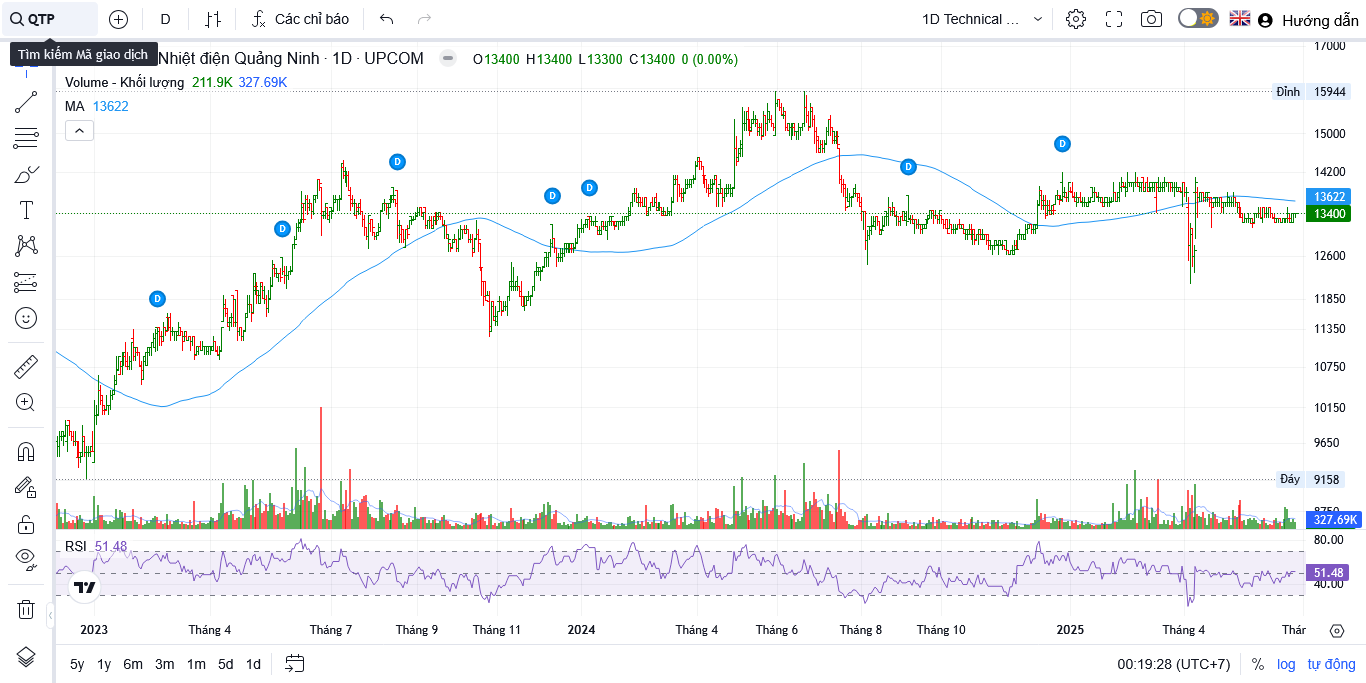 QTP
D
Các chỉ báo
1D Technical ...
Hướng dẫn
Tìm kiếm Mã giao dịch
Nhiệt điện Quảng Ninh · 1D · UPCOM
O13400 H13400 L13300 C13400 0 (0.00%)
Volume - Khối lượng 211.9K 327.69K
MA 13622
17000
Đỉnh 15944
15000
14200
13622
13400
12600
11850
11350
10750
10150
9650
Đáy 9158
327.69K
D
D
D
D
D
D
D
RSI 51.48
80.00
51.48
40.00
2023
Tháng 4
Tháng 7
Tháng 9
Tháng 11
2024
Tháng 4
Tháng 6
Tháng 8
Tháng 10
2025
Tháng 4
Thár
5y 1y 6m 3m 1m 5d 1d
00:19:28 (UTC+7)
% log tự động